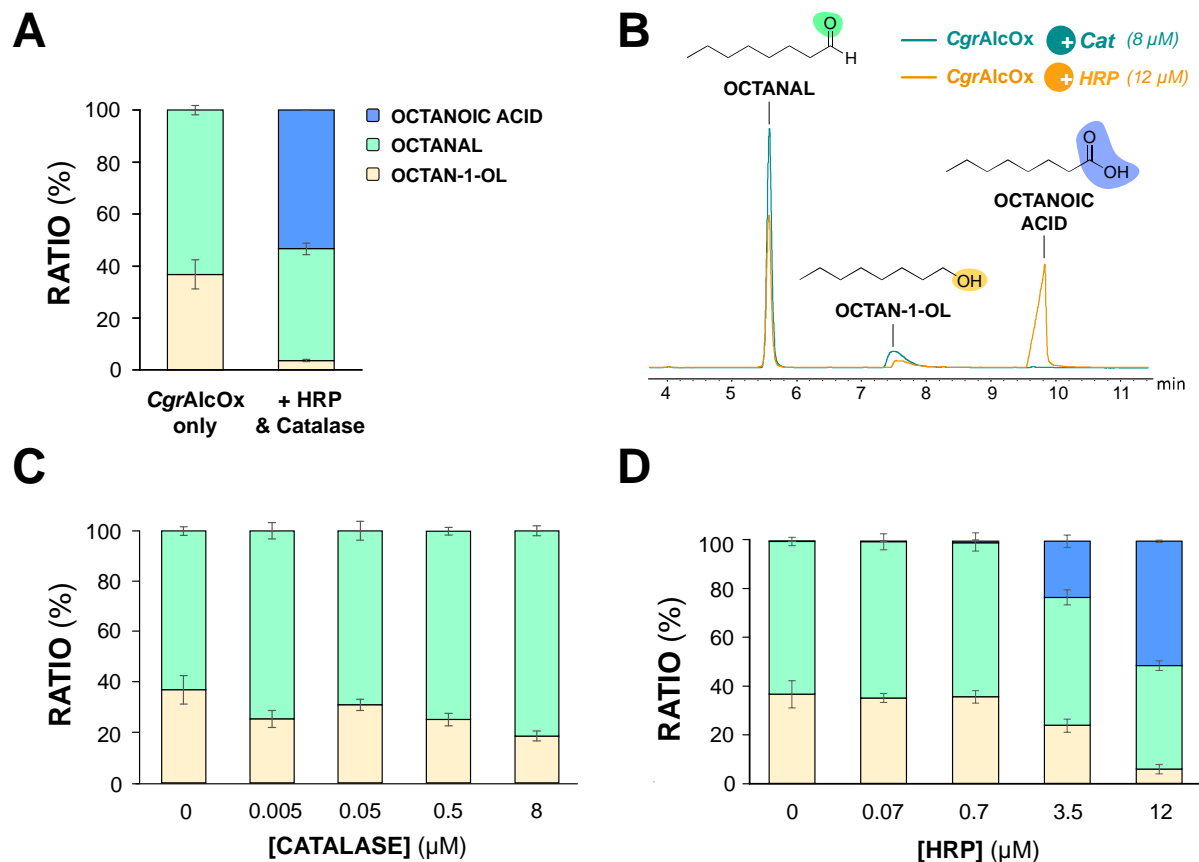 A
RATIO (%)
100
80
60
40
20
0
CgrAlcOx
only
+ HRP
& Catalase
OCTANOIC ACID
OCTANAL
OCTAN-1-OL
B
CgrAlcOx + Cat (8 µM)
CgrAlcOx + HRP (12 µM)
O
H
OCTANAL
O
OH
OCTANOIC
ACID
OH
OCTAN-1-OL
4 5 6 7 8 9 10 11 min
C
RATIO (%)
100
80
60
40
20
0
0 0.005 0.05 0.5 8
[CATALASE] (µM)
D
RATIO (%)
100
80
60
40
20
0
0 0.07 0.7 3.5 12
[HRP] (µM)